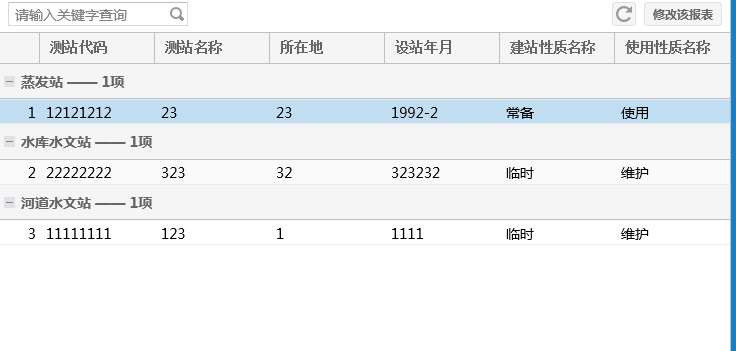 请输入关键字查询 修改该报表
测站代码 测站名称 所在地 设站年月 建站性质名称 使用性质名称
蒸发站 —— 1项
1 12121212 23 23 1992-2 常备 使用
水库水文站 —— 1项
2 22222222 323 32 323232 临时 维护
河道水文站 —— 1项
3 11111111 123 1 1111 临时 维护